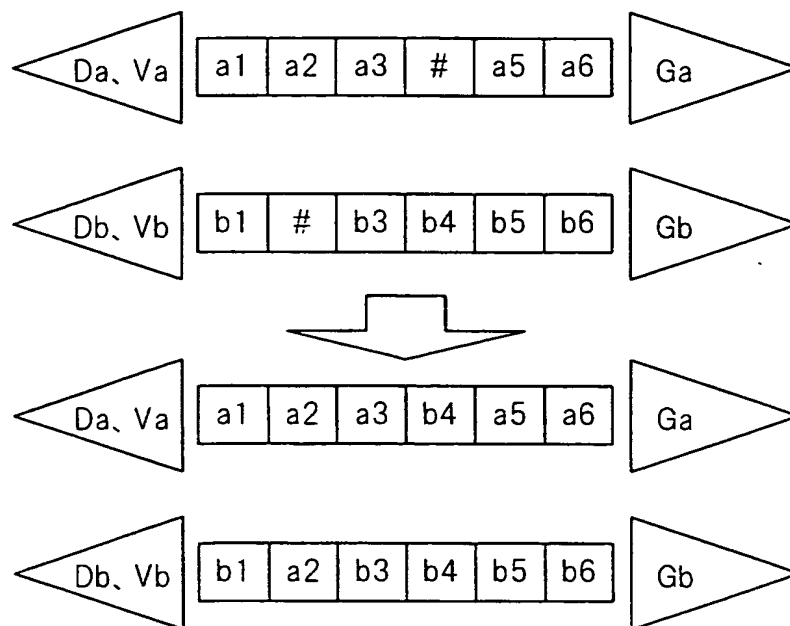 Da、Va a1 a2 a3 # a5 a6 Ga
Db、Vb b1 # b3 b4 b5 b6 Gb
Da、Va a1 a2 a3 b4 a5 a6 Ga
Db、Vb b1 a2 b3 b4 b5 b6 Gb